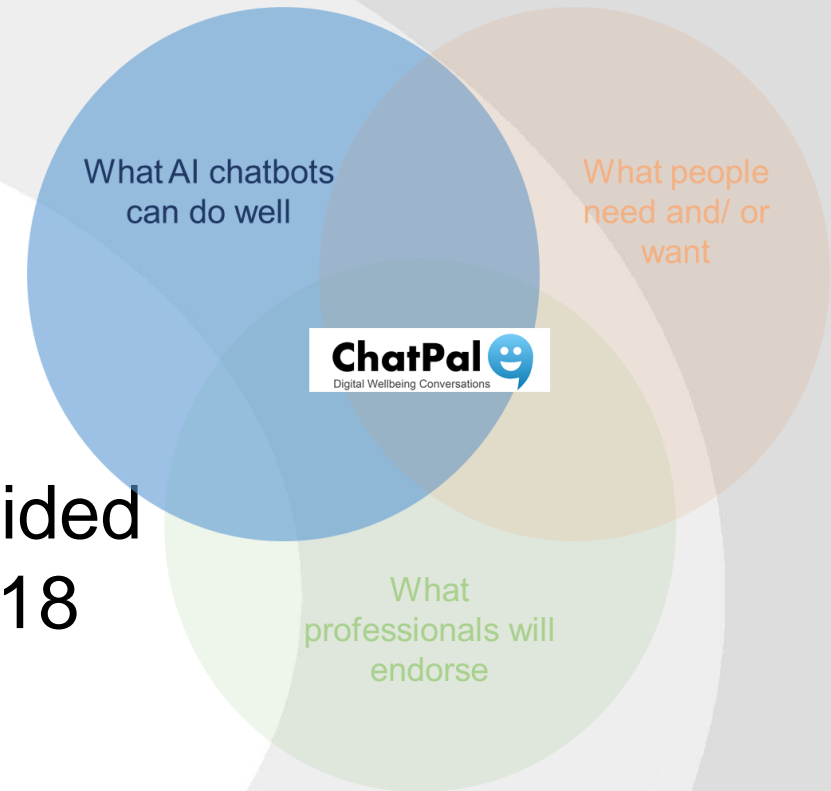 What AI chatbots
can do well
What people
need and/ or
want
ChatPal
Digital Wellbeing Conversations
ided
18
What
professionals will
endorse